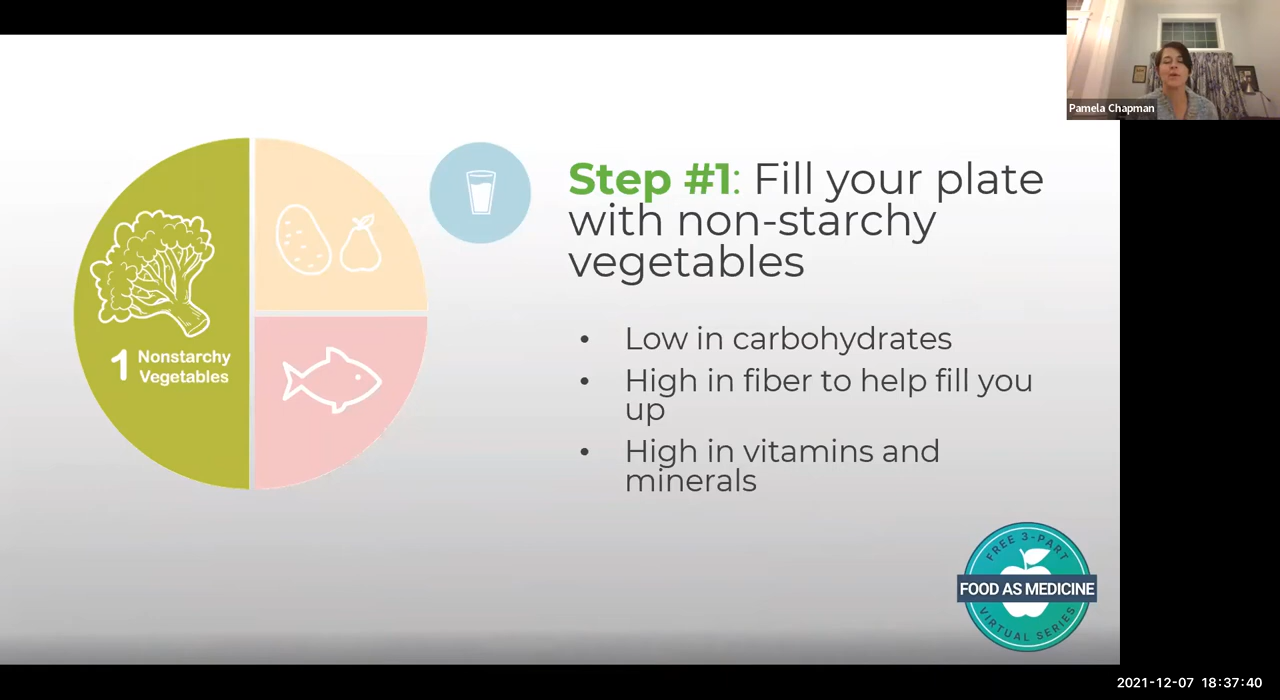 Pamela Chapman
Step #1: Fill your plate
with non-starchy
vegetables
1 Nonstarchy
Vegetables
• Low in carbohydrates
• High in fiber to help fill you
up
• High in vitamins and
minerals
FREE 3-PART
FOOD AS MEDICINE
VIRTUAL SERIES
2021-12-07 18:37:40